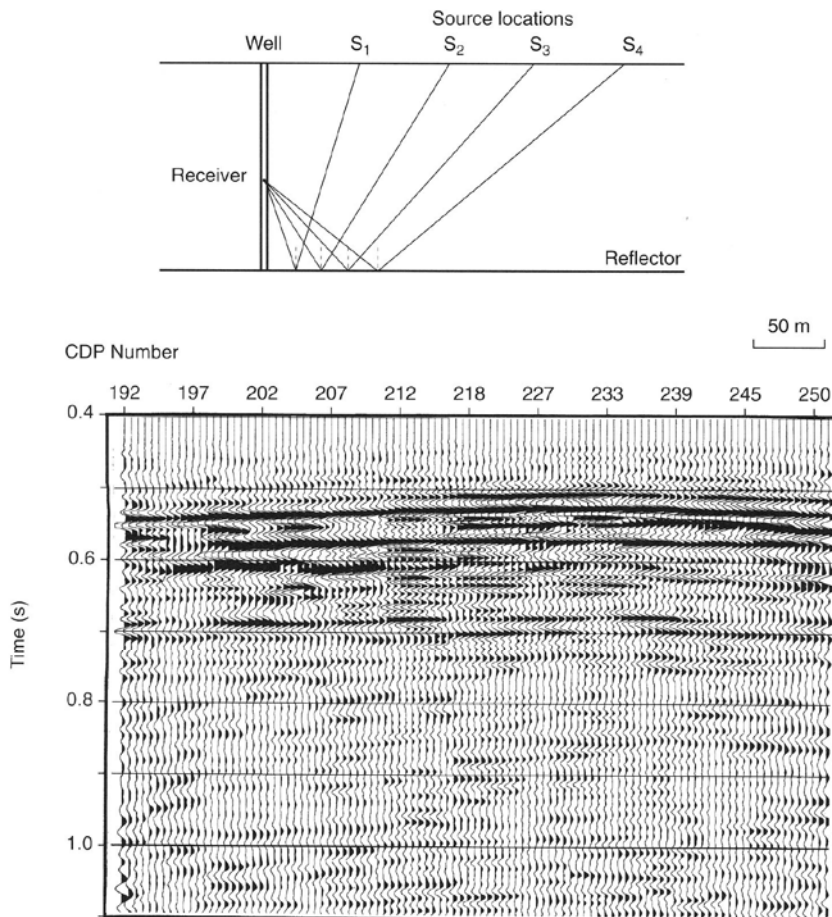 Source locations
Well S₁ S₂ S₃ S₄
Receiver
Reflector
50 m
CDP Number
192 197 202 207 212 218 227 233 239 245 250
0.4
0.6
Time (s)
0.8
1.0